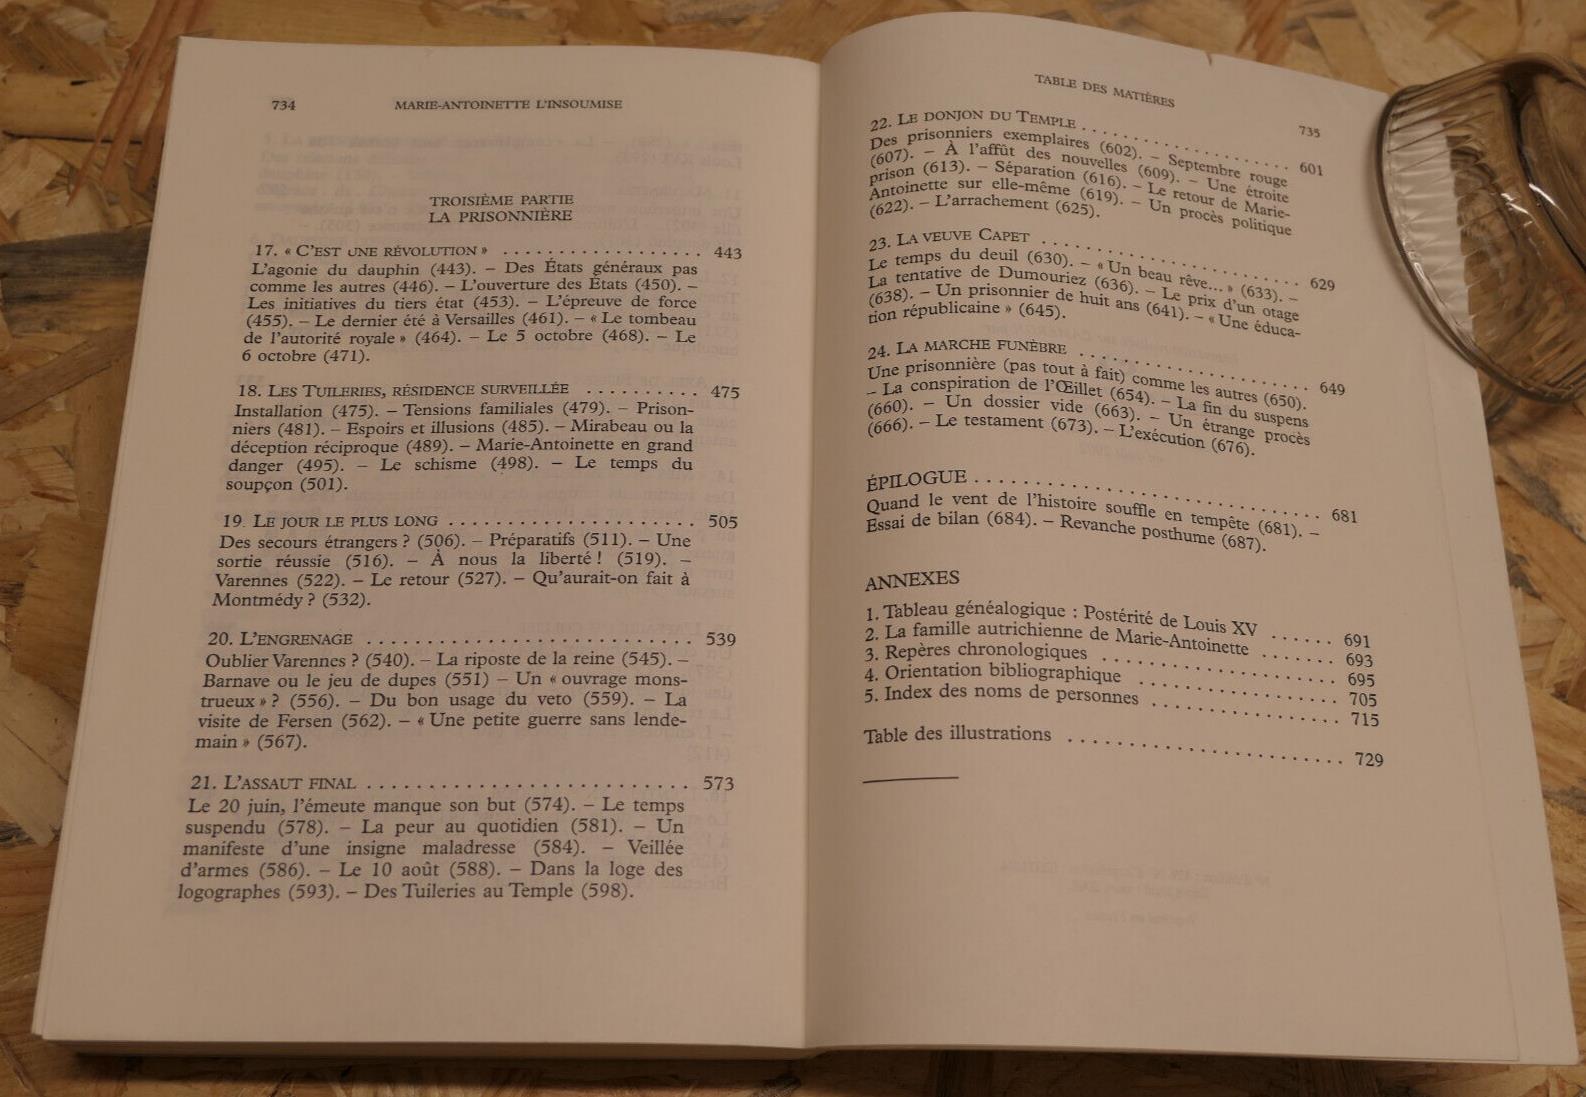 734
MARIE-ANTOINETTE L'INSOUMISE
TROISIÈME PARTIE
LA PRISONNIÈRE
17. « C'EST UNE RÉVOLUTION » . . . . . . . . . . . . . . . . . . 443
L'agonie du dauphin (443). – Des États généraux pas
comme les autres (446). – L'ouverture des États (450). –
Les initiatives du tiers état (453). – L'épreuve de force
(455). – Le dernier été à Versailles (461). – « Le tombeau
de l'autorité royale » (464). – Le 5 octobre (468). – Le
6 octobre (471).
18. LES TUILERIES, RÉSIDENCE SURVEILLÉE . . . . . . . . . . 475
Installation (475). – Tensions familiales (479). – Prison-
niers (481). – Espoirs et illusions (485). – Mirabeau ou la
déception réciproque (489). – Marie-Antoinette en grand
danger (495). – Le schisme (498). – Le temps du
soupçon (501).
19. LE JOUR LE PLUS LONG . . . . . . . . . . . . . . . . . . . . . . 505
Des secours étrangers ? (506). – Préparatifs (511). – Une
sortie réussie (516). – À nous la liberté ! (519). –
Varennes (522). – Le retour (527). – Qu'aurait-on fait à
Montmédy ? (532).
20. L'ENGRENAGE . . . . . . . . . . . . . . . . . . . . . . . . . . . . . 539
Oublier Varennes ? (540). – La riposte de la reine (545). –
Barnave ou le jeu de dupes (551) – Un « ouvrage mons-
trueux » ? (556). – Du bon usage du veto (559). – La
visite de Fersen (562). – « Une petite guerre sans lende-
main » (567).
21. L'ASSAUT FINAL . . . . . . . . . . . . . . . . . . . . . . . . . . . 573
Le 20 juin, l'émeute manque son but (574). – Le temps
suspendu (578). – La peur au quotidien (581). – Un
manifeste d'une insigne maladresse (584). – Veillée
d'armes (586). – Le 10 août (588). – Dans la loge des
logographes (593). – Des Tuileries au Temple (598).
TABLE DES MATIÈRES
735
22. LE DONJON DU TEMPLE . . . . . . . . . . . . . . . . . . . . . 601
Des prisonniers exemplaires (602). – Septembre rouge
(607). – À l'affût des nouvelles (609). – Une étroite
prison (613). – Séparation (616). – Le retour de Marie-
Antoinette sur elle-même (619). – Un procès politique
(622). – L'arrachement (625).
23. LA VEUVE CAPET . . . . . . . . . . . . . . . . . . . . . . . . . 629
Le temps du deuil (630). – « Un beau rêve... » (633). –
La tentative de Dumouriez (636). – Le prix d'un otage
(638). – Un prisonnier de huit ans (641). – « Une éduca-
tion républicaine » (645).
24. LA MARCHE FUNÈBRE . . . . . . . . . . . . . . . . . . . . . . 649
Une prisonnière (pas tout à fait) comme les autres (650).
– La conspiration de l'Œillet (654). – La fin du suspens
(660). – Un dossier vide (663). – Un étrange procès
(666). – Le testament (673). – L'exécution (676).
ÉPILOGUE . . . . . . . . . . . . . . . . . . . . . . . . . . . . . . . 681
Quand le vent de l'histoire souffle en tempête (681). –
Essai de bilan (684). – Revanche posthume (687).
ANNEXES
1. Tableau généalogique : Postérité de Louis XV . . . . . . 691
2. La famille autrichienne de Marie-Antoinette . . . . . . . 693
3. Repères chronologiques . . . . . . . . . . . . . . . . . . . . 695
4. Orientation bibliographique . . . . . . . . . . . . . . . . . 705
5. Index des noms de personnes . . . . . . . . . . . . . . . . 715
Table des illustrations . . . . . . . . . . . . . . . . . . . . . . . 729